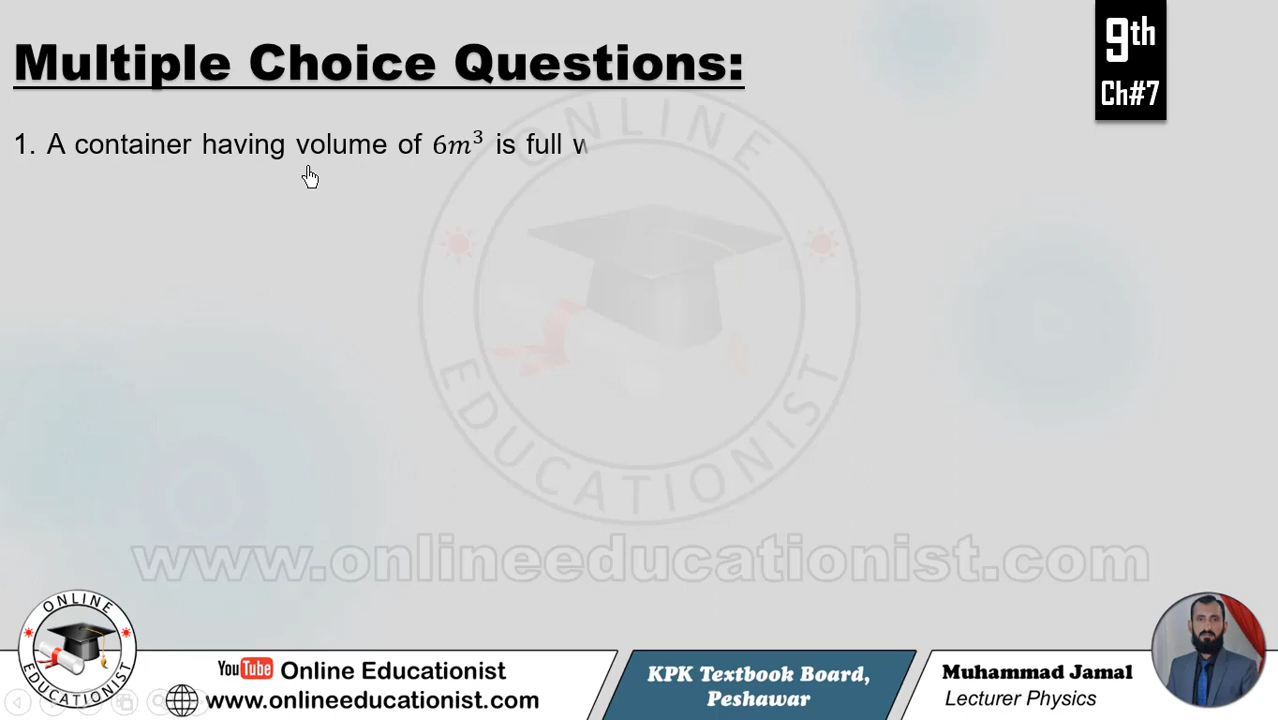 Multiple Choice Questions:
9th
Ch#7
1. A container having volume of 6m³ is full
ONLINE
EDUCATIONIST
www.onlineeducationist.com
ONLINE
EDUCATIONIST
YouTube Online Educationist
www.onlineeducationist.com
KPK Textbook Board,
Peshawar
Muhammad Jamal
Lecturer Physics